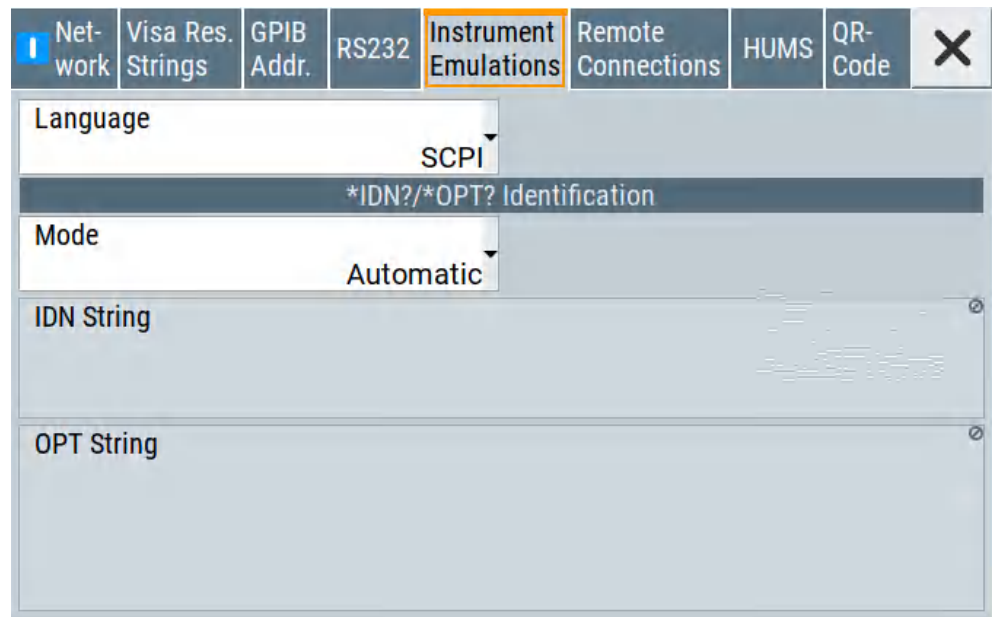 Net-
work
Visa Res.
Strings
GPIB
Addr.
RS232
Instrument
Emulations
Remote
Connections
HUMS
QR-
Code
Language
SCPI
*IDN?/*OPT? Identification
Mode
Automatic
IDN String
OPT String